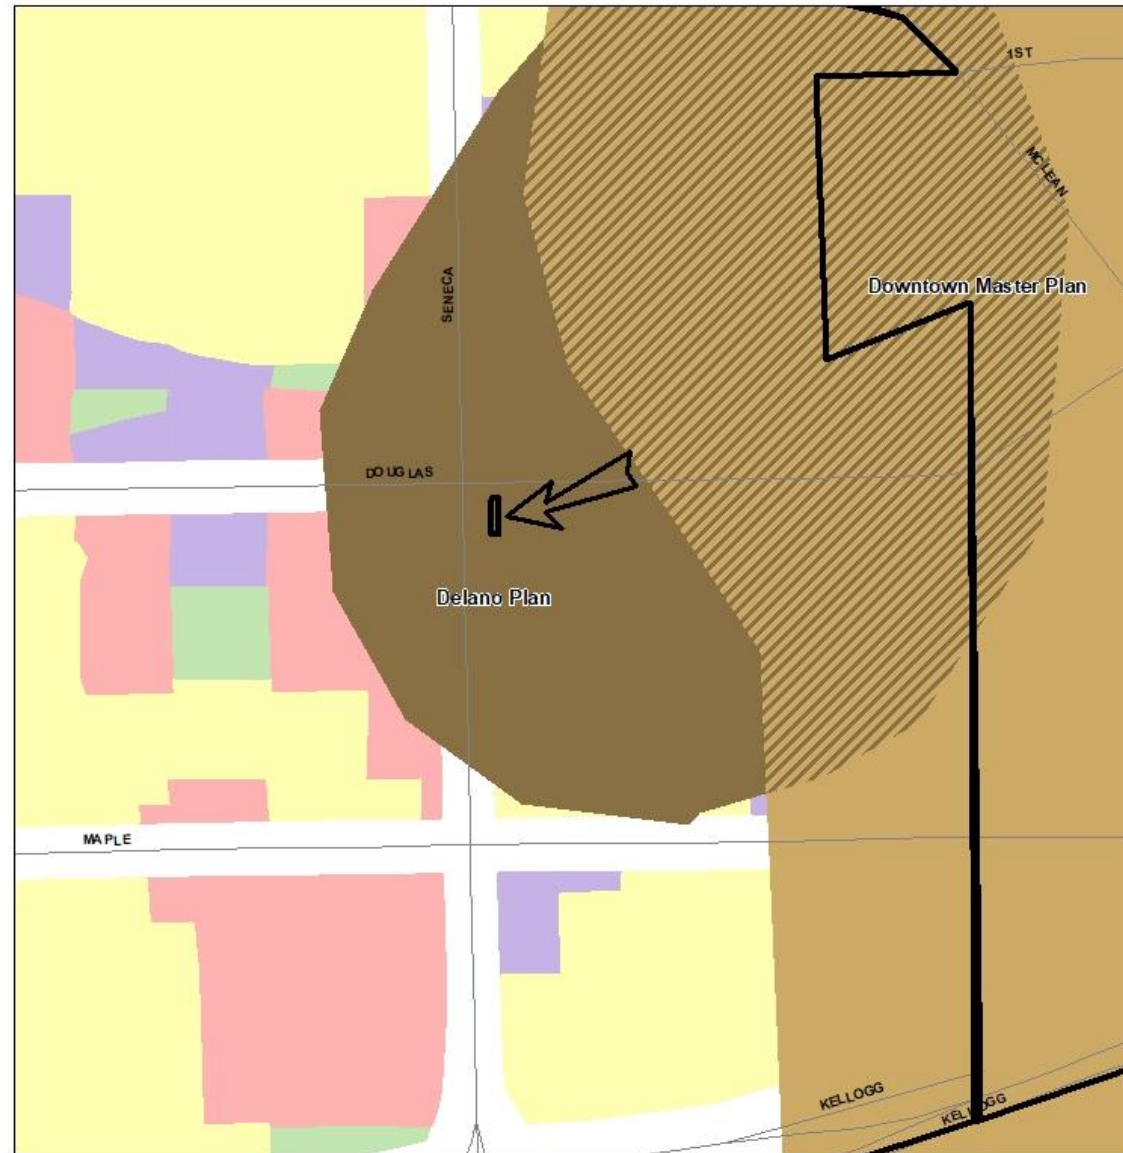 1ST
MCLEAN
SENECA
Downtown Master Plan
DOUGLAS
Delano Plan
MAPLE
KELLOGG
KELLOGG